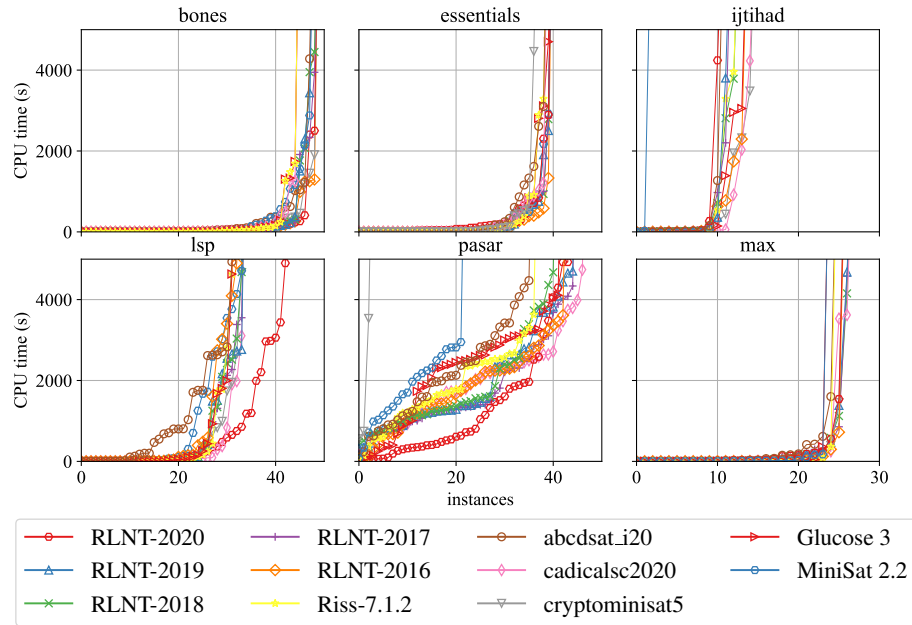 bones essentials ijtihad
4000
2000
0
CPU time (s)
lsp pasar max
4000
2000
0
CPU time (s)
0 20 40 0 20 40 0 10 20 30
instances
RLNT-2020 RLNT-2017 abcdsat_i20 Glucose 3
RLNT-2019 RLNT-2016 cadicalsc2020 MiniSat 2.2
RLNT-2018 Riss-7.1.2 cryptominisat5